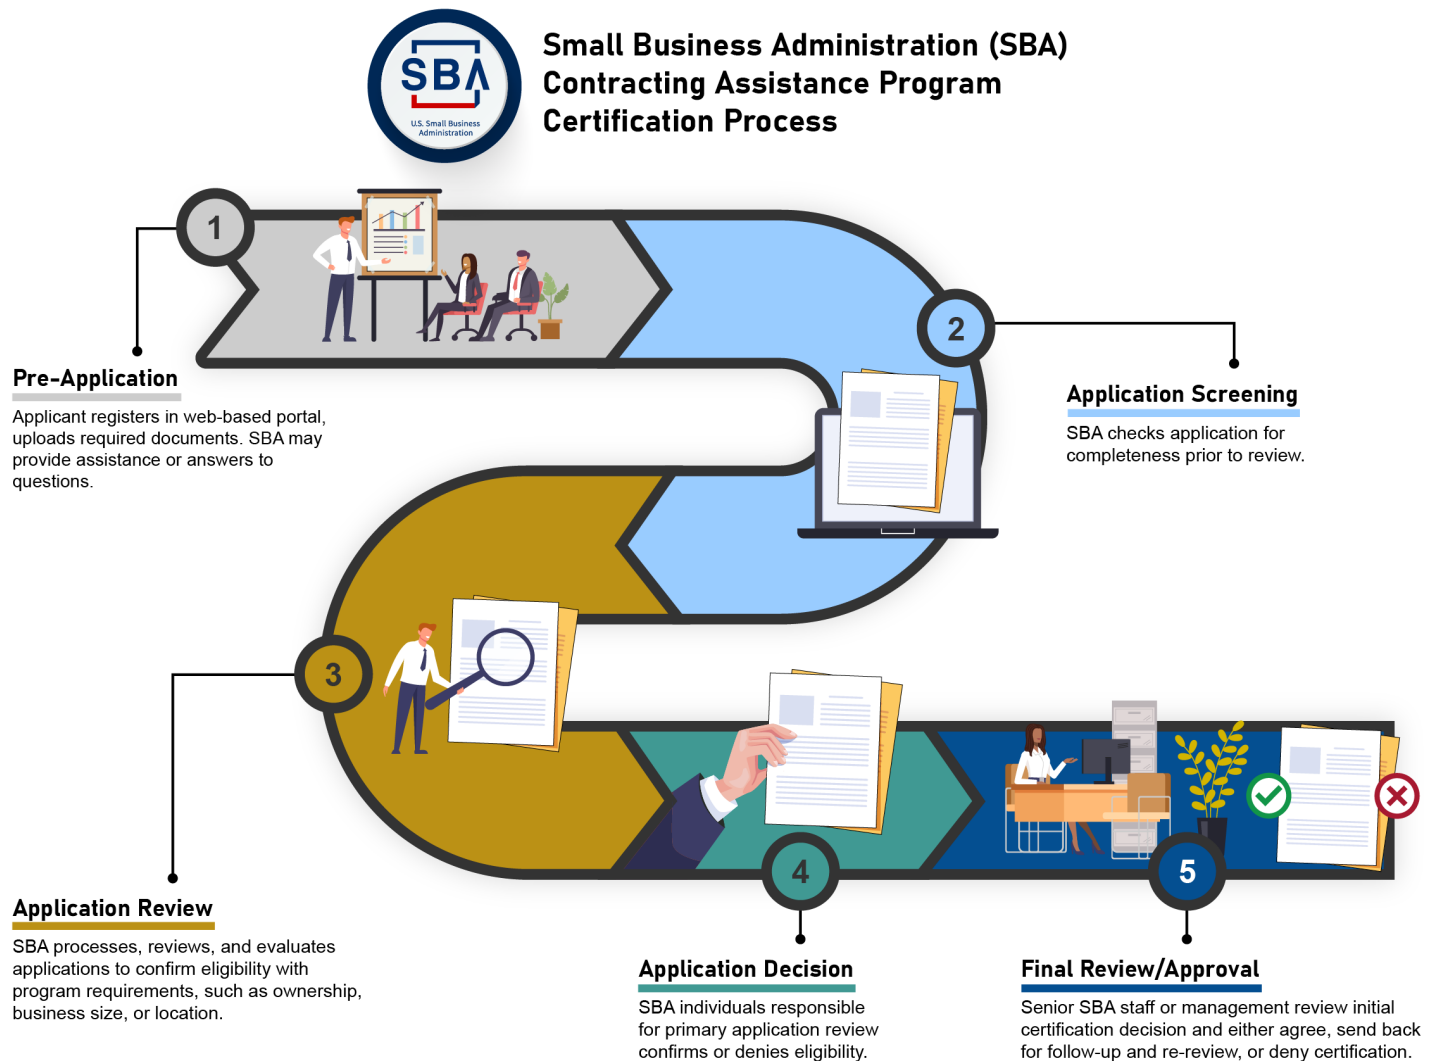 SBA
U.S. Small Business
Administration
Small Business Administration (SBA)
Contracting Assistance Program
Certification Process
1
Pre-Application
Applicant registers in web-based portal,
uploads required documents. SBA may
provide assistance or answers to
questions.
2
Application Screening
SBA checks application for
completeness prior to review.
3
Application Review
SBA processes, reviews, and evaluates
applications to confirm eligibility with
program requirements, such as ownership,
business size, or location.
4
Application Decision
SBA individuals responsible
for primary application review
confirms or denies eligibility.
5
Final Review/Approval
Senior SBA staff or management review initial
certification decision and either agree, send back
for follow-up and re-review, or deny certification.